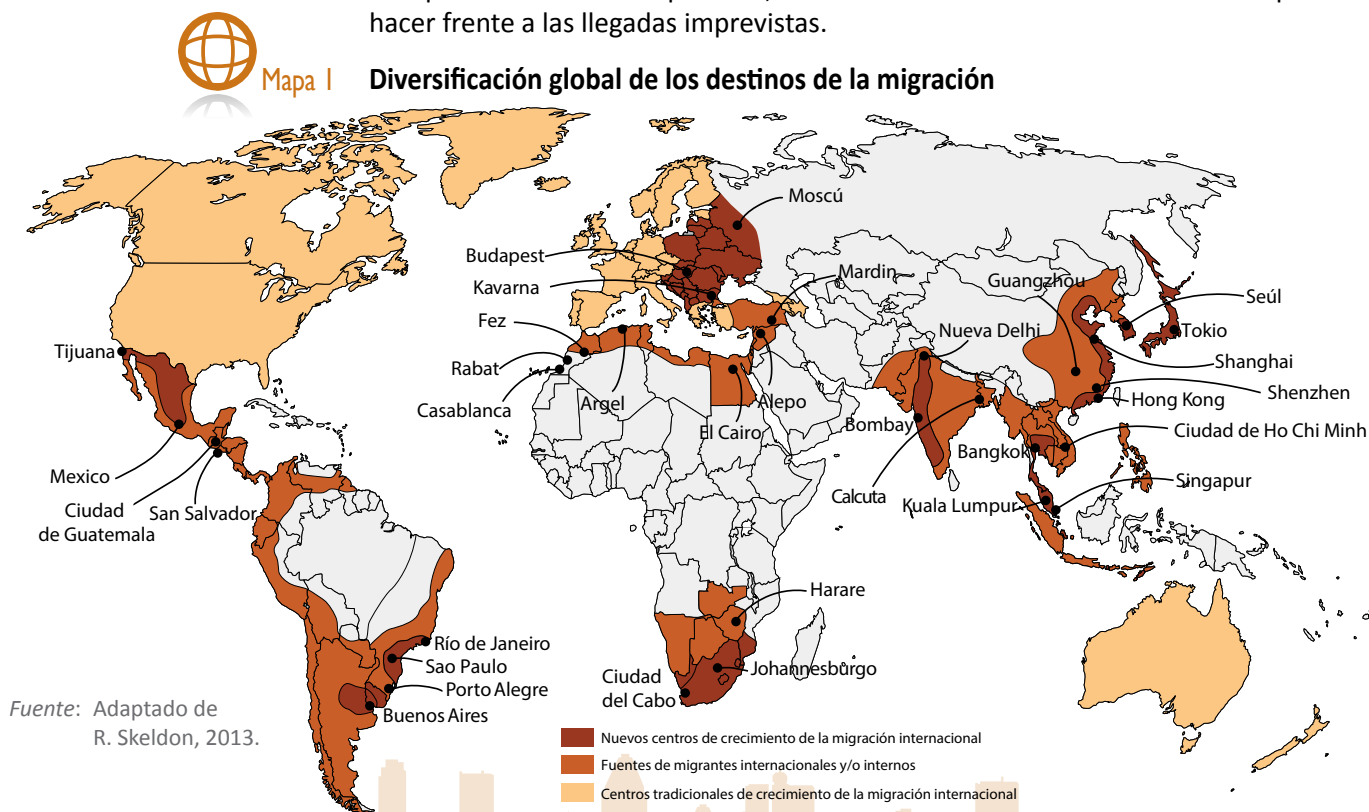 hacer frente a las llegadas imprevistas.
Mapa 1
Diversificación global de los destinos de la migración
Moscú
Budapest
Mardin
Kavarna
Guangzhou
Seúl
Fez
Nueva Delhi
Tokio
Tijuana
Rabat
Shanghai
Casablanca
Argel
Alepo
Shenzhen
Hong Kong
El Cairo
Bombay
Ciudad de Ho Chi Minh
Bangkok
Mexico
Singapur
Calcuta
Kuala Lumpur
Ciudad
de Guatemala
San Salvador
Harare
Río de Janeiro
Sao Paulo
Johannesburgo
Porto Alegre
Ciudad
del Cabo
Buenos Aires
Fuente: Adaptado de
R. Skeldon, 2013.
Nuevos centros de crecimiento de la migración internacional
Fuentes de migrantes internacionales y/o internos
Centros tradicionales de crecimiento de la migración internacional